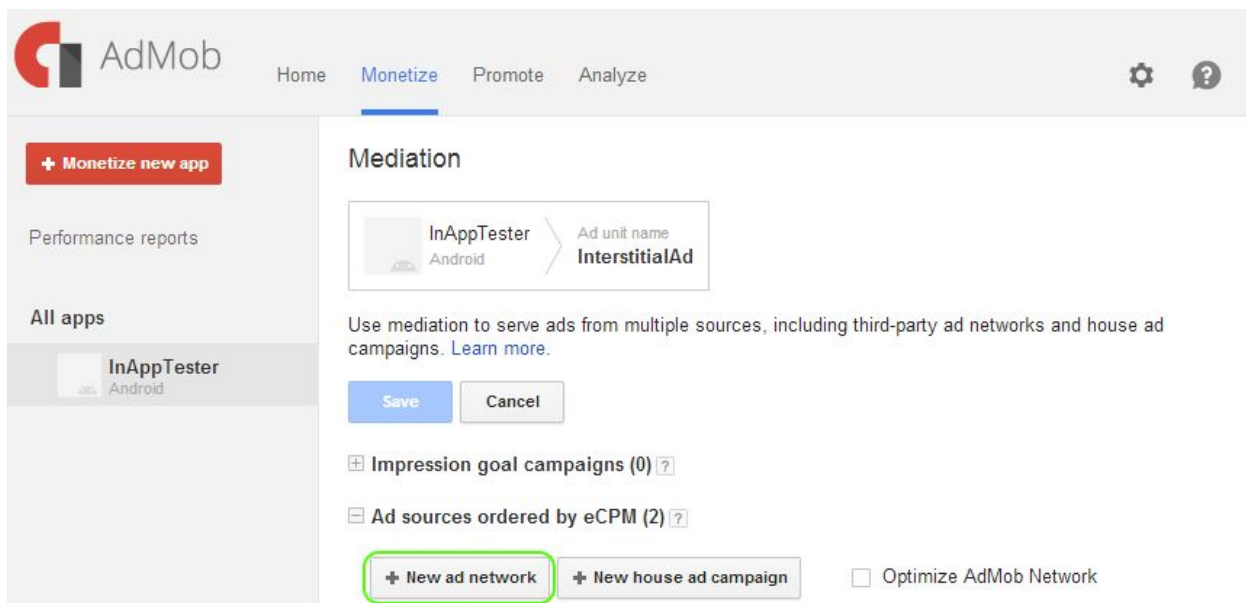 AdMob
Home Monetize Promote Analyze
+ Monetize new app
Performance reports
All apps
InAppTester
Android
Mediation
InAppTester
Android
Ad unit name
InterstitialAd
Use mediation to serve ads from multiple sources, including third-party ad networks and house ad
campaigns. Learn more.
Save Cancel
Impression goal campaigns (0) ?
Ad sources ordered by eCPM (2) ?
+ New ad network + New house ad campaign Optimize AdMob Network